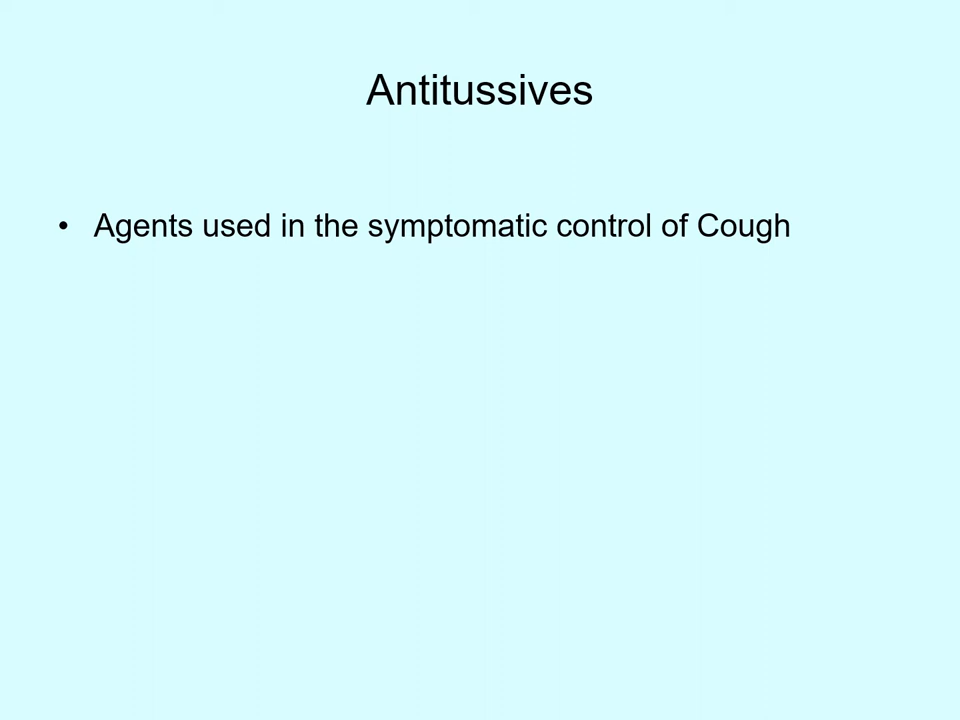 Antitussives
• Agents used in the symptomatic control of Cough